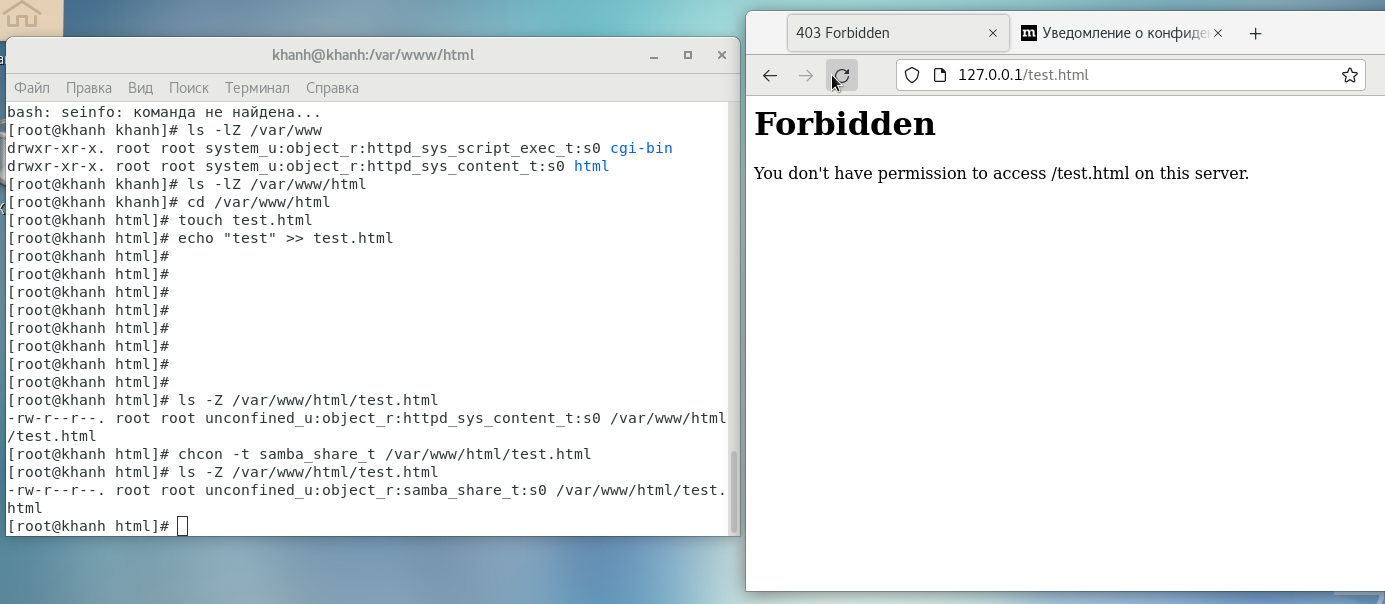 khanh@khanh:/var/www/html
Файл Правка Вид Поиск Терминал Справка
bash: seinfo: команда не найдена...
[root@khanh khanh]# ls -lZ /var/www
drwxr-xr-x. root root system_u:object_r:httpd_sys_script_exec_t:s0 cgi-bin
drwxr-xr-x. root root system_u:object_r:httpd_sys_content_t:s0 html
[root@khanh khanh]# ls -lZ /var/www/html
[root@khanh khanh]# cd /var/www/html
[root@khanh html]# touch test.html
[root@khanh html]# echo "test" >> test.html
[root@khanh html]#
[root@khanh html]#
[root@khanh html]#
[root@khanh html]#
[root@khanh html]#
[root@khanh html]#
[root@khanh html]#
[root@khanh html]#
[root@khanh html]# ls -Z /var/www/html/test.html
-rw-r--r--. root root unconfined_u:object_r:httpd_sys_content_t:s0 /var/www/html
/test.html
[root@khanh html]# chcon -t samba_share_t /var/www/html/test.html
[root@khanh html]# ls -Z /var/www/html/test.html
-rw-r--r--. root root unconfined_u:object_r:samba_share_t:s0 /var/www/html/test.
html
[root@khanh html]#
403 Forbidden
m Уведомление о конфиде
127.0.0.1/test.html
Forbidden
You don't have permission to access /test.html on this server.